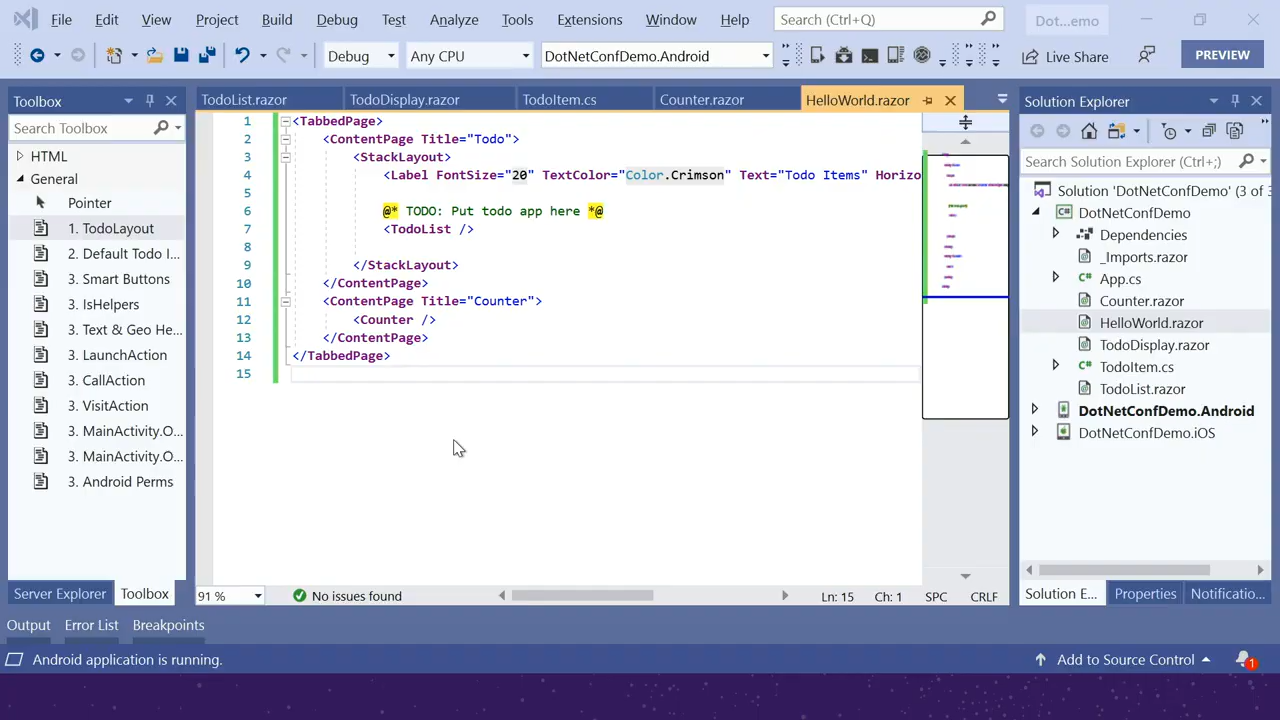 File Edit View Project Build Debug Test Analyze Tools Extensions Window Help Search (Ctrl+Q) Dot...emo
Debug Any CPU DotNetConfDemo.Android Live Share PREVIEW
Toolbox
Search Toolbox
HTML
General
Pointer
1. TodoLayout
2. Default Todo I...
3. Smart Buttons
3. IsHelpers
3. Text & Geo He...
3. LaunchAction
3. CallAction
3. VisitAction
3. MainActivity.O...
3. MainActivity.O...
3. Android Perms
Server Explorer Toolbox
TodoList.razor TodoDisplay.razor TodoItem.cs Counter.razor HelloWorld.razor
1 <TabbedPage>
2 <ContentPage Title="Todo">
3 <StackLayout>
4 <Label FontSize="20" TextColor="Color.Crimson" Text="Todo Items" Horizo
5
6 @* TODO: Put todo app here *@
7 <TodoList />
8
9 </StackLayout>
10 </ContentPage>
11 <ContentPage Title="Counter">
12 <Counter />
13 </ContentPage>
14 </TabbedPage>
15
91 % No issues found Ln: 15 Ch: 1 SPC CRLF
Solution Explorer
Search Solution Explorer (Ctrl+;)
Solution 'DotNetConfDemo' (3 of 3
DotNetConfDemo
Dependencies
_Imports.razor
App.cs
Counter.razor
HelloWorld.razor
TodoDisplay.razor
TodoItem.cs
TodoList.razor
DotNetConfDemo.Android
DotNetConfDemo.iOS
Solution E... Properties Notificatio...
Output Error List Breakpoints
Android application is running. Add to Source Control 1